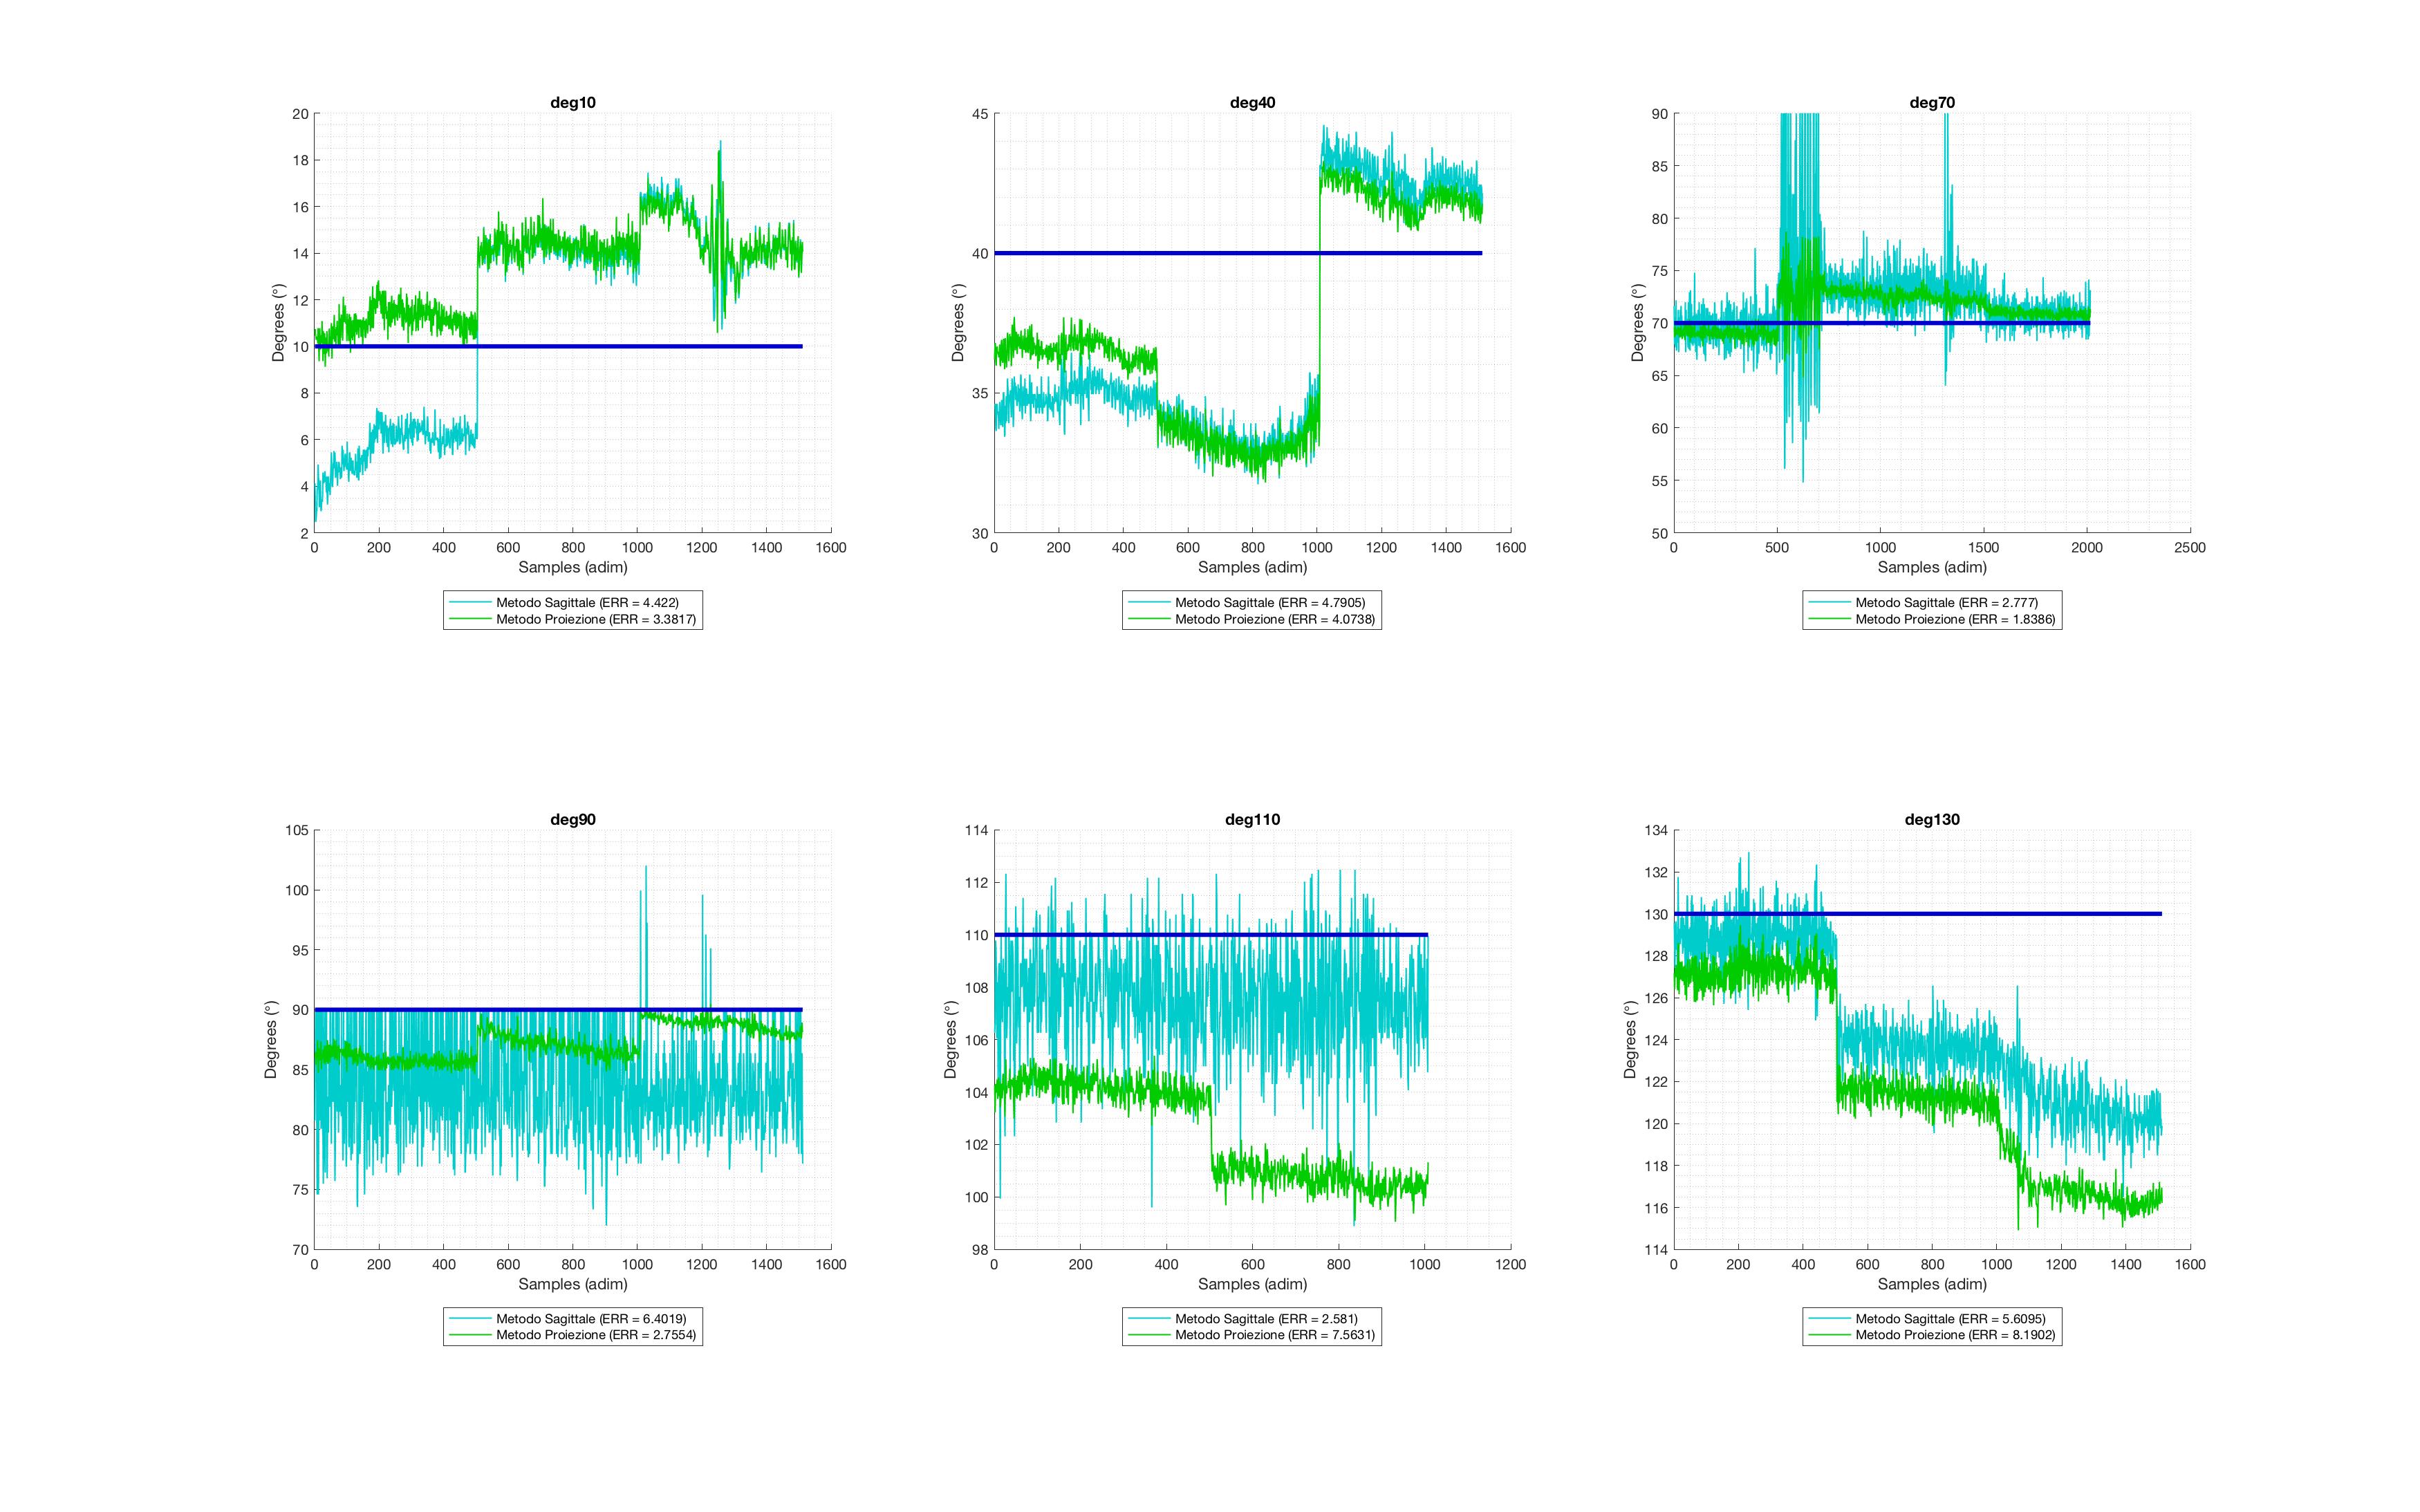 deg10
20
18
16
14
12
10
8
6
4
2
Degrees (°)
0 200 400 600 800 1000 1200 1400 1600
Samples (adim)
Metodo Sagittale (ERR = 4.422)
Metodo Proiezione (ERR = 3.3817)
deg40
45
40
35
30
Degrees (°)
0 200 400 600 800 1000 1200 1400 1600
Samples (adim)
Metodo Sagittale (ERR = 4.7905)
Metodo Proiezione (ERR = 4.0738)
deg70
90
85
80
75
70
65
60
55
50
Degrees (°)
0 500 1000 1500 2000 2500
Samples (adim)
Metodo Sagittale (ERR = 2.777)
Metodo Proiezione (ERR = 1.8386)
deg90
105
100
95
90
85
80
75
70
Degrees (°)
0 200 400 600 800 1000 1200 1400 1600
Samples (adim)
Metodo Sagittale (ERR = 6.4019)
Metodo Proiezione (ERR = 2.7554)
deg110
114
112
110
108
106
104
102
100
98
Degrees (°)
0 200 400 600 800 1000 1200
Samples (adim)
Metodo Sagittale (ERR = 2.581)
Metodo Proiezione (ERR = 7.5631)
deg130
134
132
130
128
126
124
122
120
118
116
114
Degrees (°)
0 200 400 600 800 1000 1200 1400 1600
Samples (adim)
Metodo Sagittale (ERR = 5.6095)
Metodo Proiezione (ERR = 8.1902)